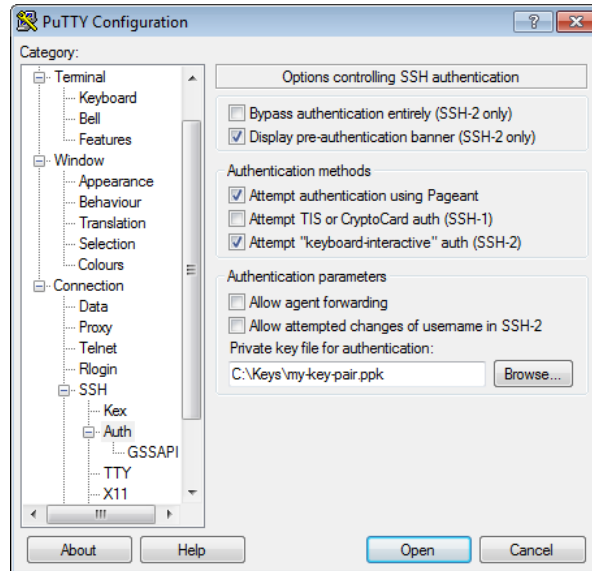 PuTTY Configuration
Category:
Terminal
Keyboard
Bell
Features
Window
Appearance
Behaviour
Translation
Selection
Colours
Connection
Data
Proxy
Telnet
Rlogin
SSH
Kex
Auth
GSSAPI
TTY
X11
Options controlling SSH authentication
Bypass authentication entirely (SSH-2 only)
Display pre-authentication banner (SSH-2 only)
Authentication methods
Attempt authentication using Pageant
Attempt TIS or CryptoCard auth (SSH-1)
Attempt "keyboard-interactive" auth (SSH-2)
Authentication parameters
Allow agent forwarding
Allow attempted changes of username in SSH-2
Private key file for authentication:
C:\Keys\my-key-pair.ppk
Browse...
About
Help
Open
Cancel